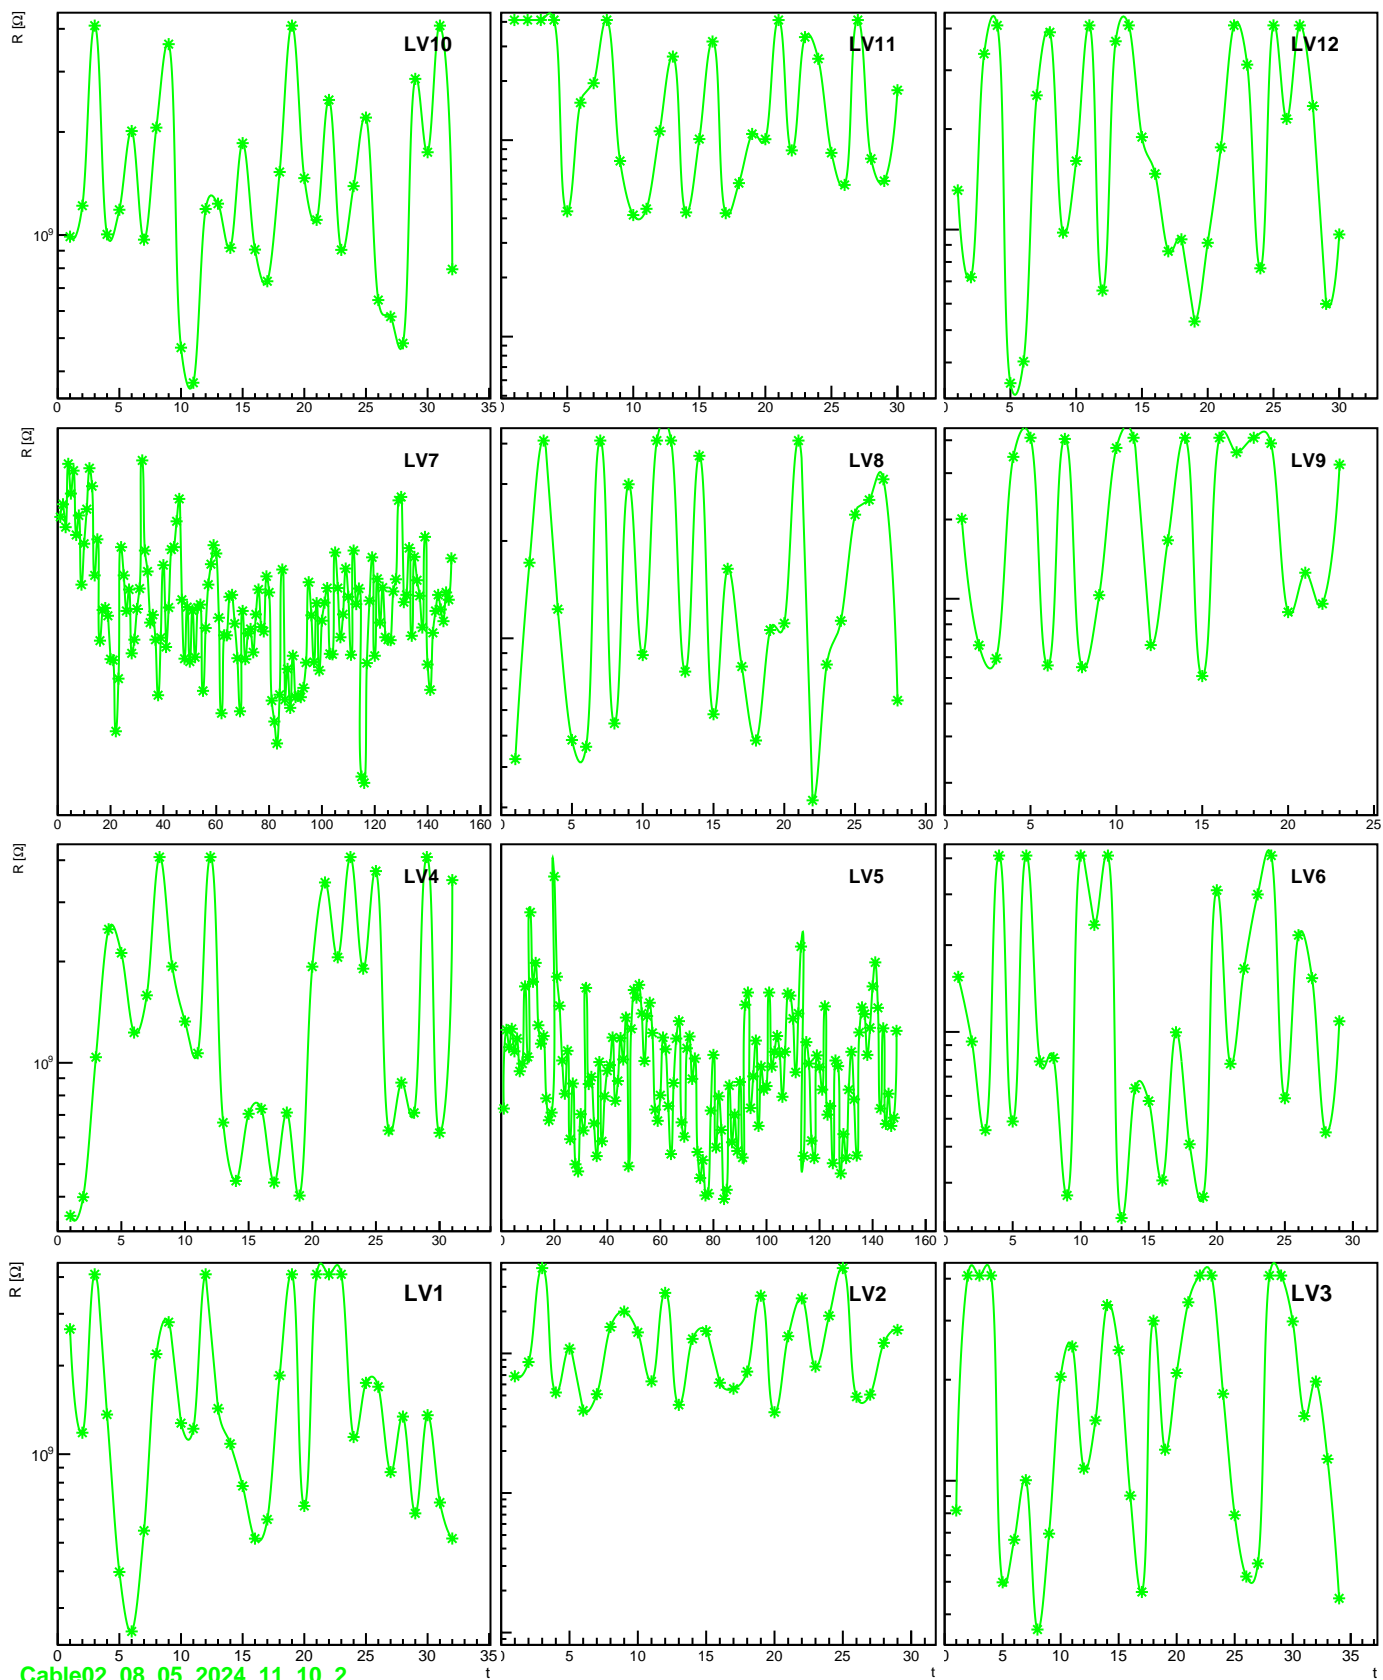 R [Ω]
LV10
LV11
LV12
10⁹
0 5 10 15 20 25 30 35
5 10 15 20 25 30
5 10 15 20 25 30
R [Ω]
LV7
LV8
LV9
0 20 40 60 80 100 120 140 160
5 10 15 20 25 30
5 10 15 20 25
R [Ω]
LV4
LV5
LV6
10⁹
0 5 10 15 20 25 30
20 40 60 80 100 120 140 160
5 10 15 20 25 30
R [Ω]
LV1
LV2
LV3
10⁹
0 5 10 15 20 25 30 35
5 10 15 20 25 30
5 10 15 20 25 30 35
t
t
t
Cable02_08_05_2024_11_10_2